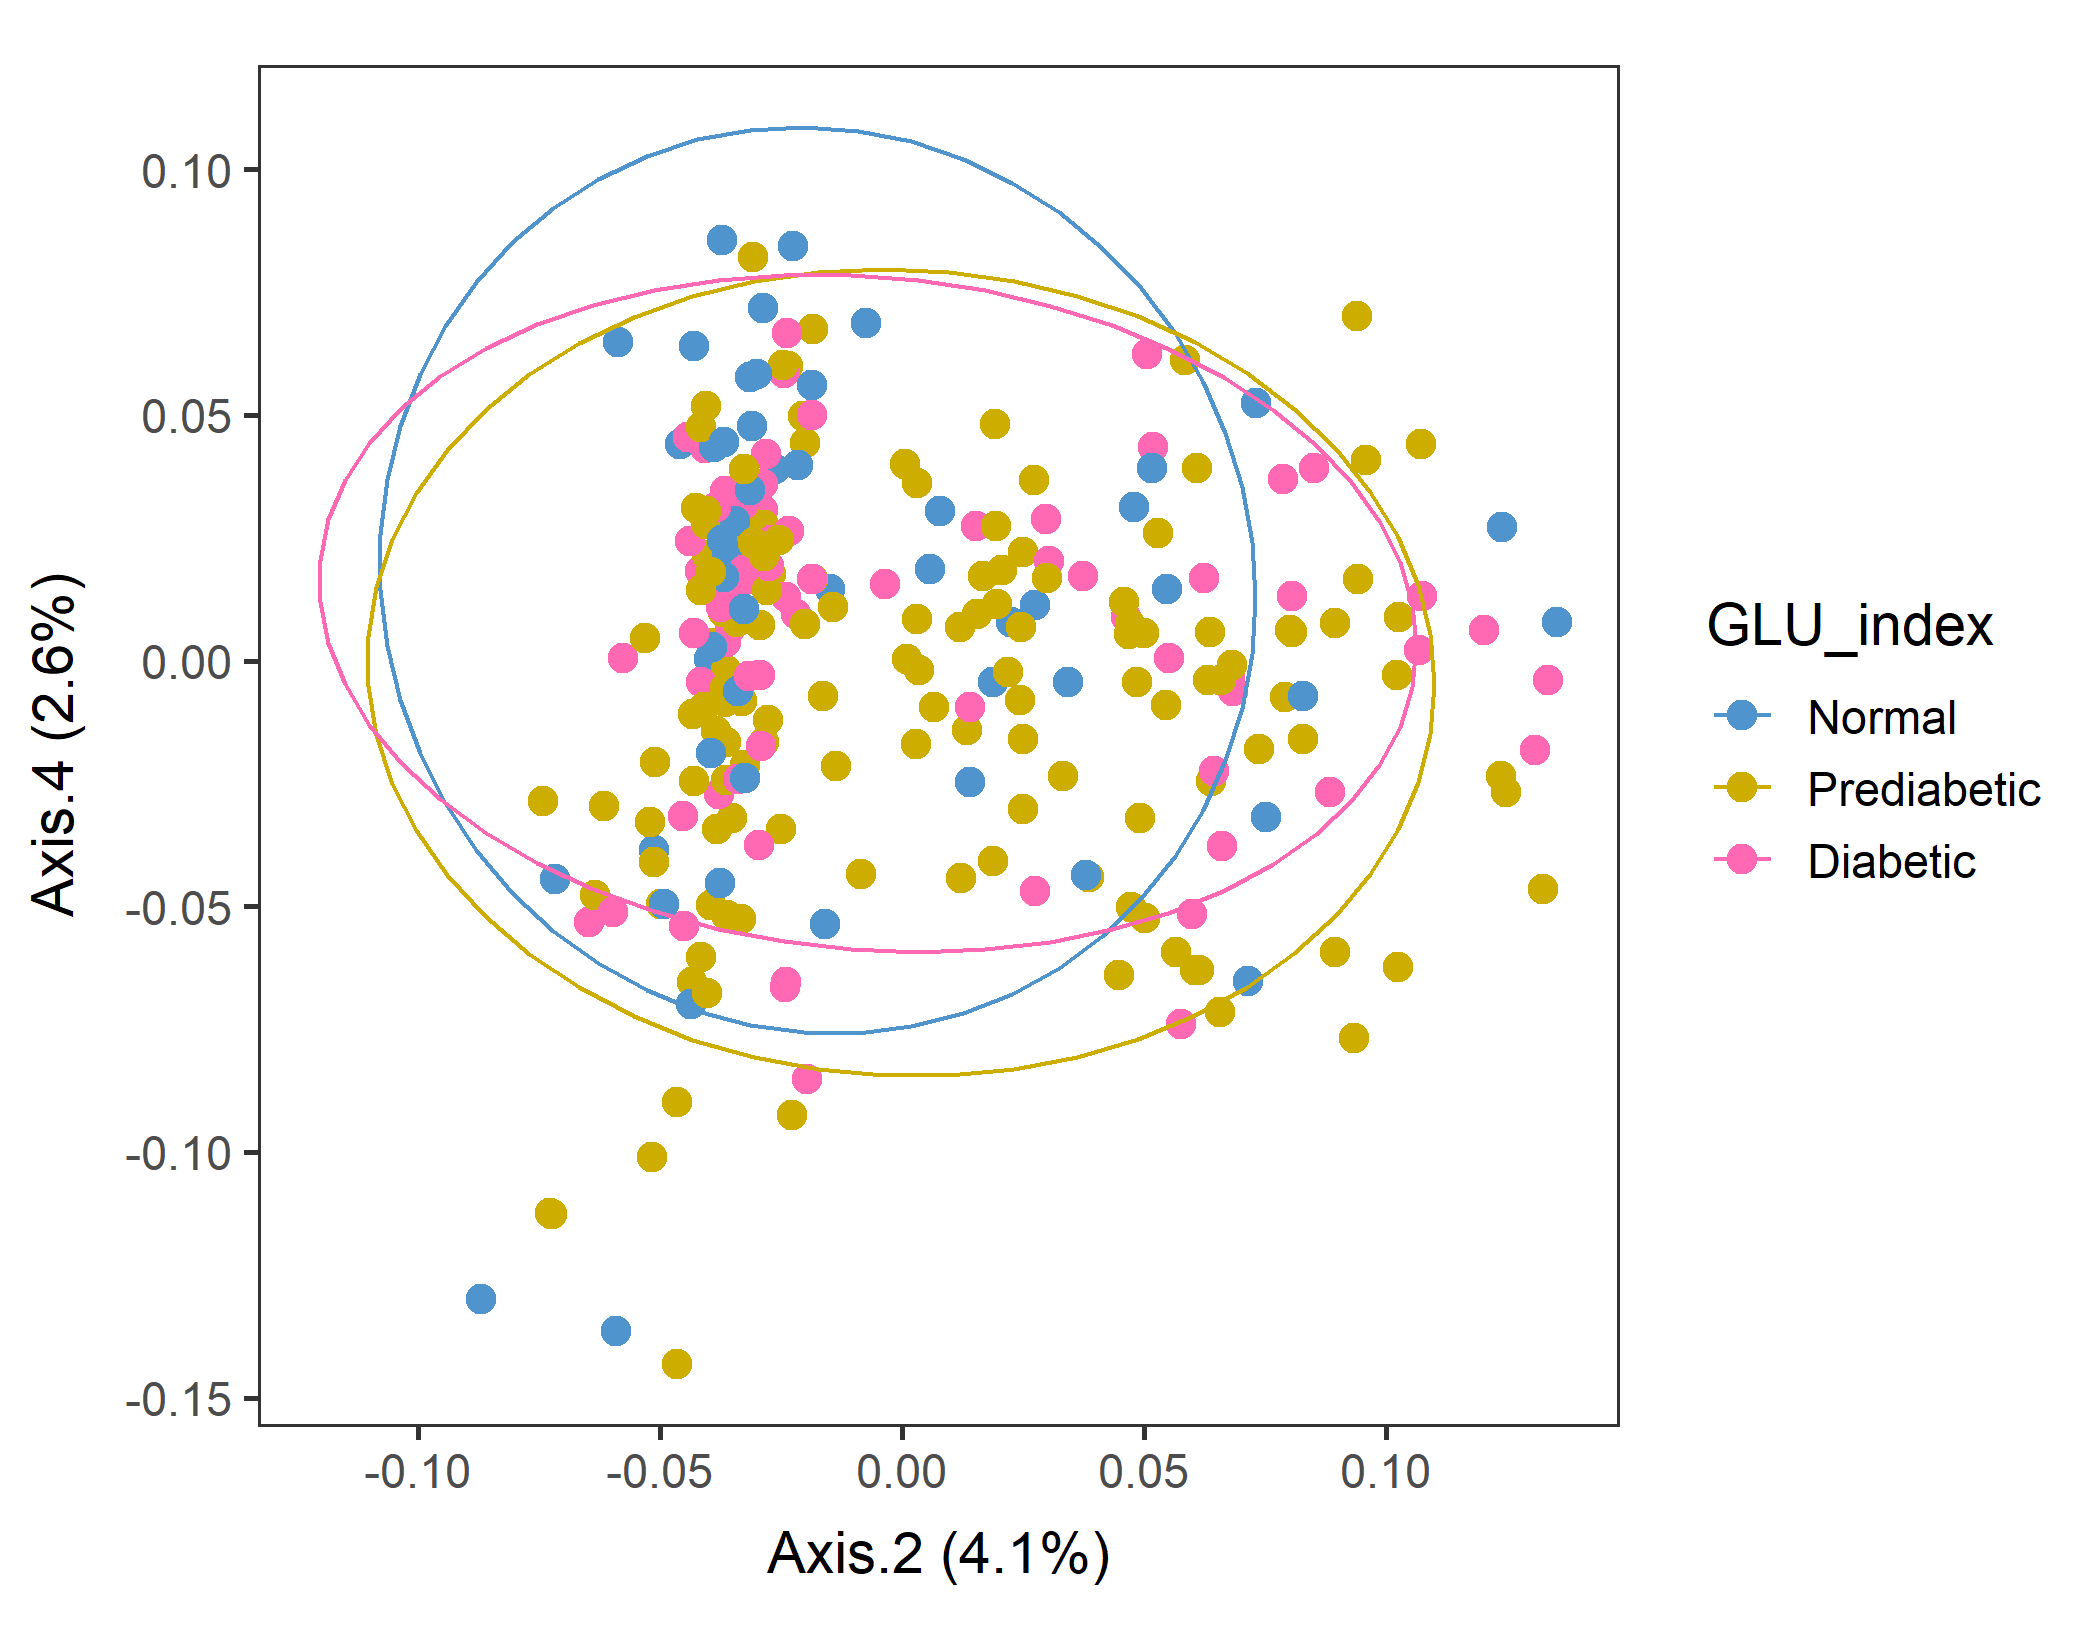 0.10
0.05
0.00
-0.05
-0.10
-0.15
Axis.4 (2.6%)
-0.10 -0.05 0.00 0.05 0.10
Axis.2 (4.1%)
GLU_index
Normal
Prediabetic
Diabetic